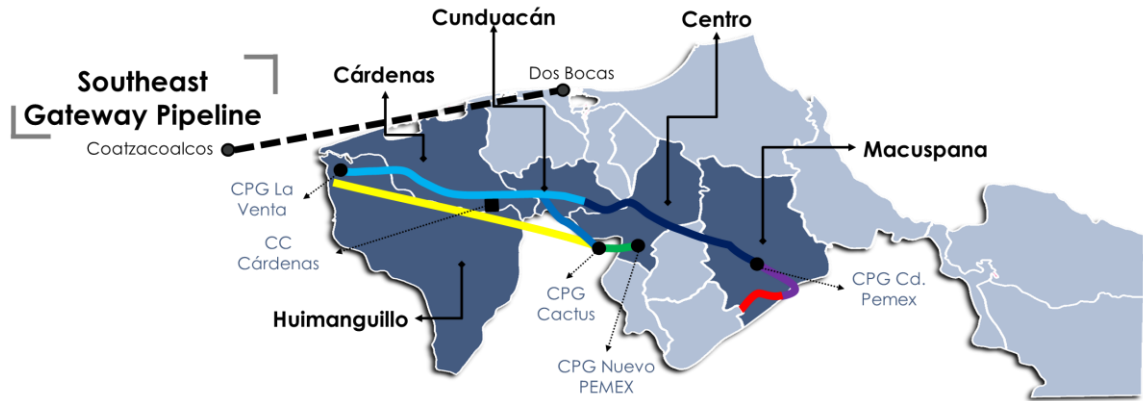 Cunduacán
Centro
Southeast
Gateway Pipeline
Cárdenas
Dos Bocas
Coatzacoalcos
Macuspana
CPG La
Venta
CC
Cárdenas
CPG
Cactus
CPG Cd.
Pemex
Huimanguillo
CPG Nuevo
PEMEX